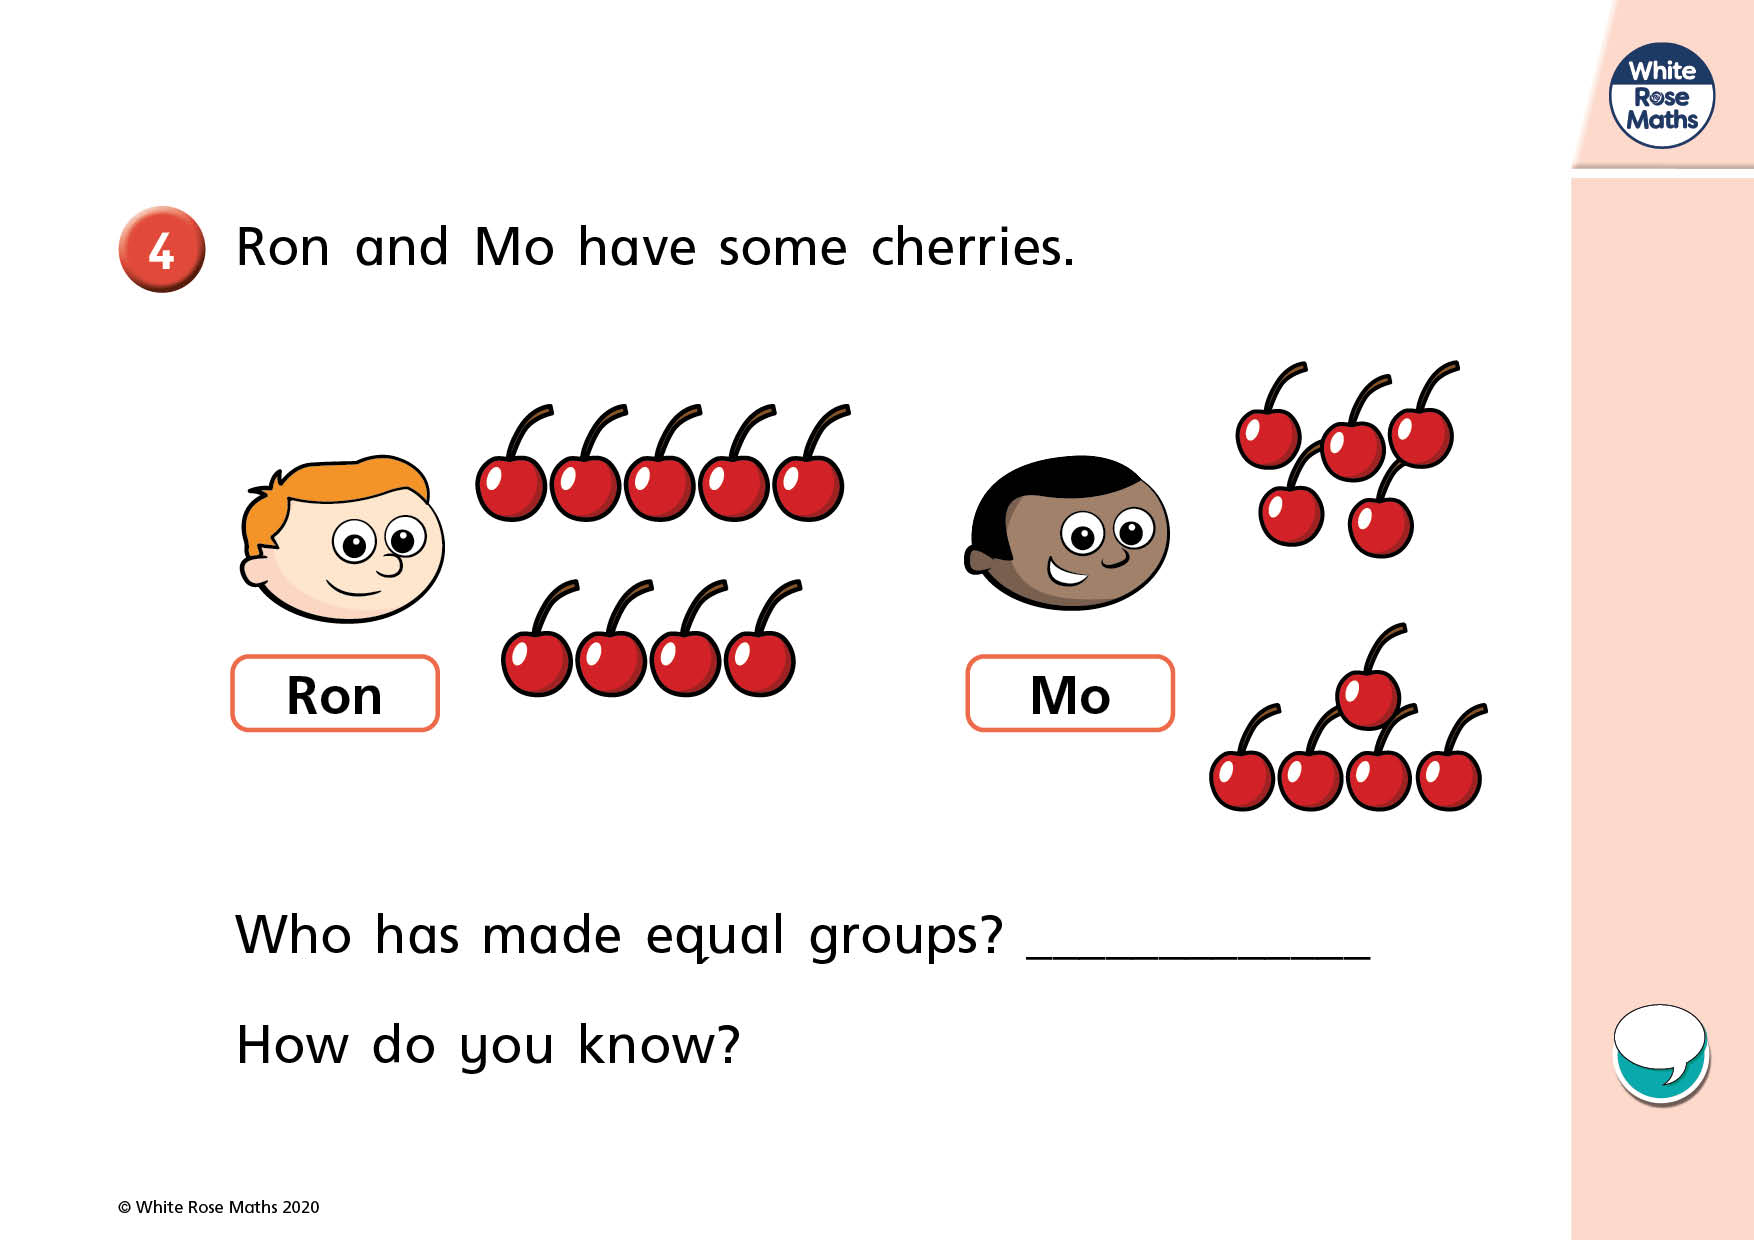 White
Rose
Maths
4 Ron and Mo have some cherries.
Ron
Mo
Who has made equal groups? _____________
How do you know?
© White Rose Maths 2020